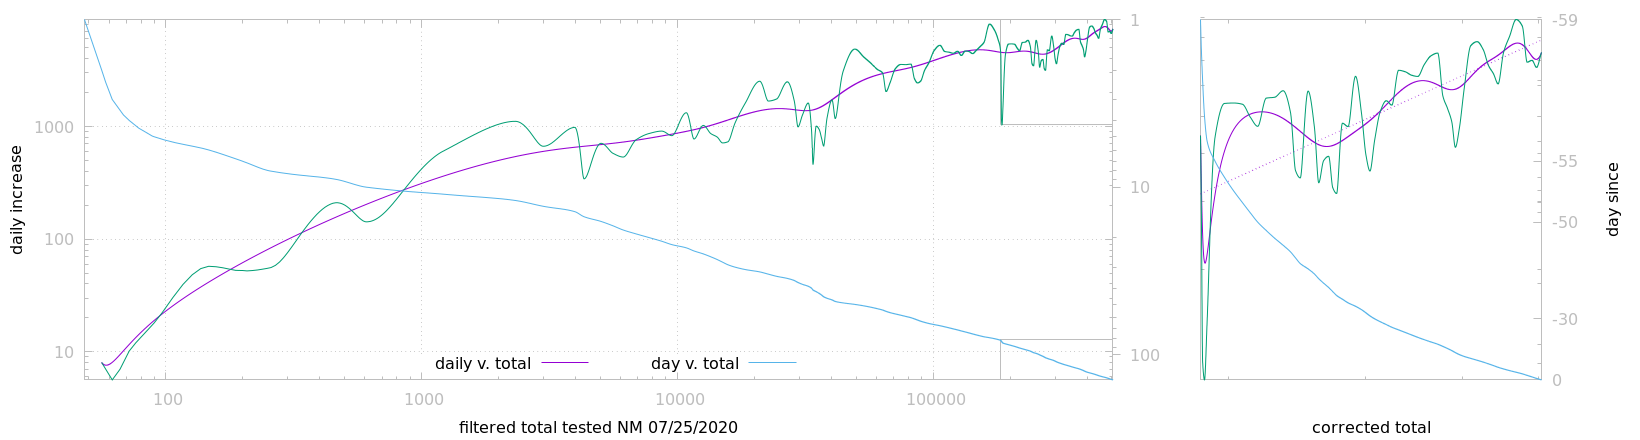 1000
100
10
daily increase
100
1000
10000
100000
filtered total tested NM 07/25/2020
daily v. total
day v. total
1
10
100
-59
-55
-50
-30
0
day since
corrected total